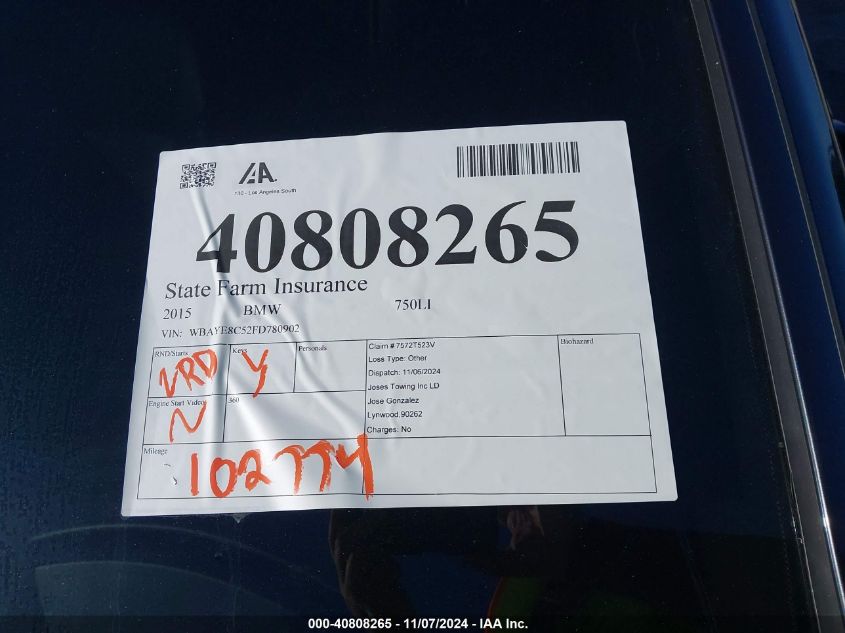 IAA.
730 - Los Angeles South
40808265
State Farm Insurance
2015 BMW 750LI
VIN: WBAYE8C52FD780902
RND/Starts Keys Personals
VRD Y
Engine Start Video 360
N
Claim # 7572T523V
Loss Type: Other
Dispatch: 11/06/2024
Joses Towing Inc LD
Jose Gonzalez
Lynwood,90262
Charges: No
Biohazard
Mileage
102774
000-40808265 - 11/07/2024 - IAA Inc.